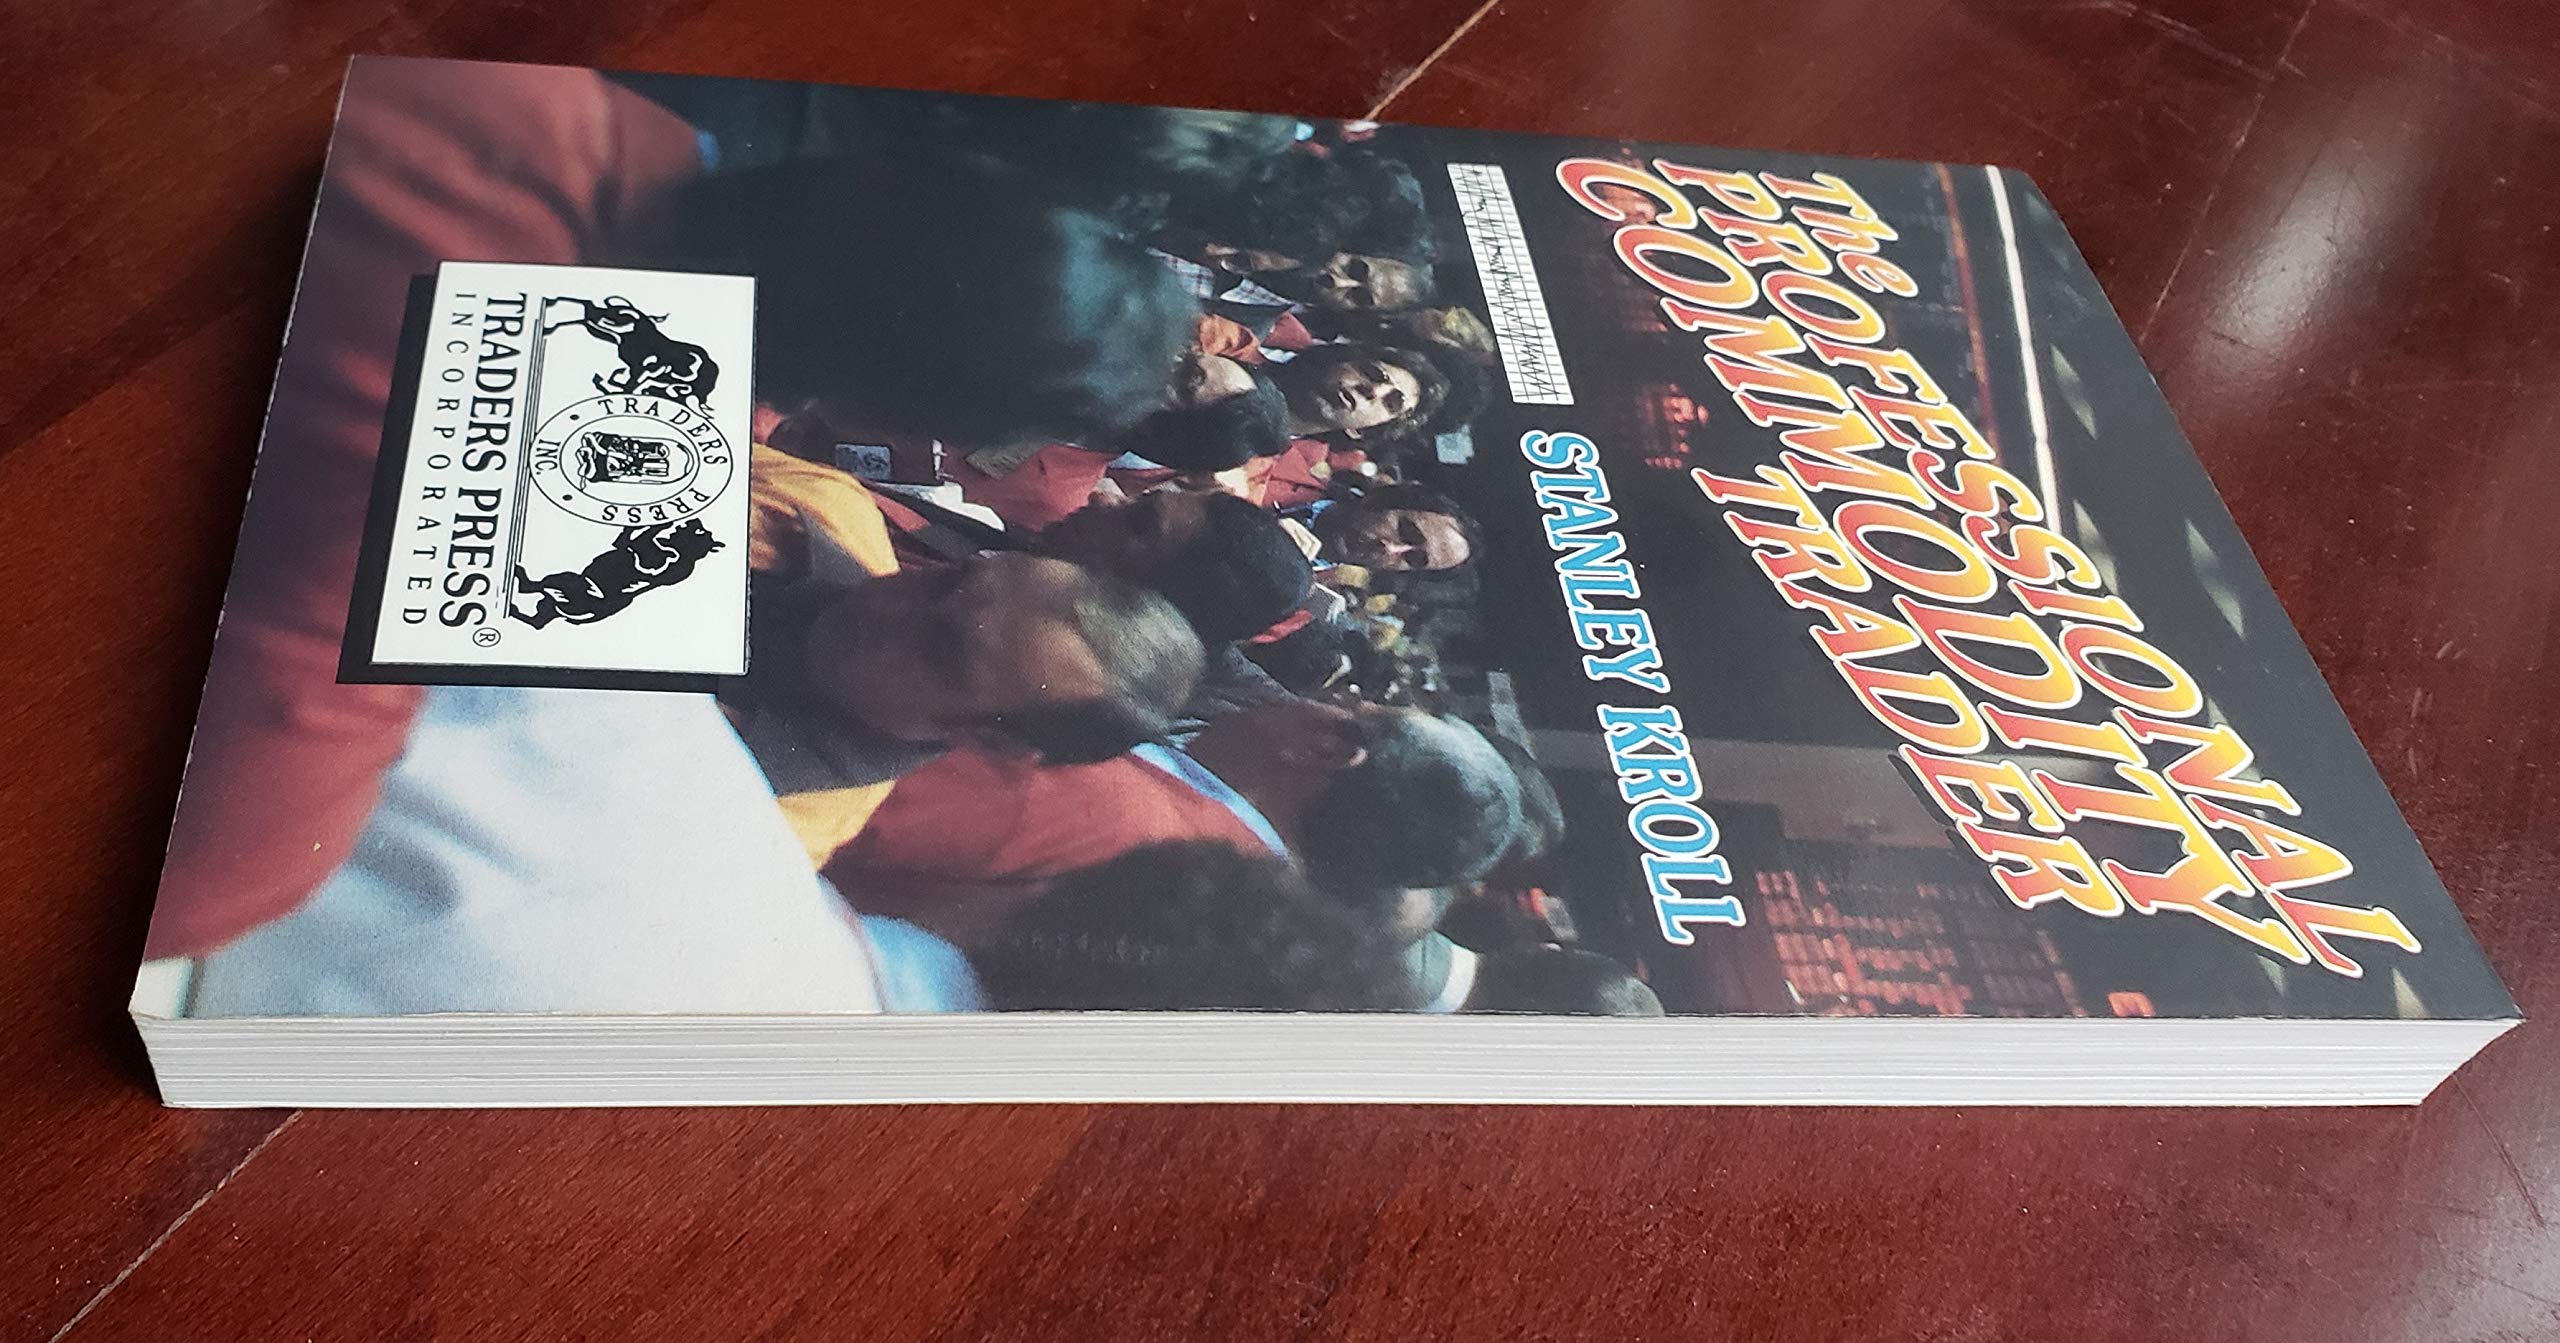 The
PROFESSIONAL
COMMODITY
TRADER
STANLEY KROLL
TRADERS PRESS
INC.
TRADERS PRESS®
INCORPORATED